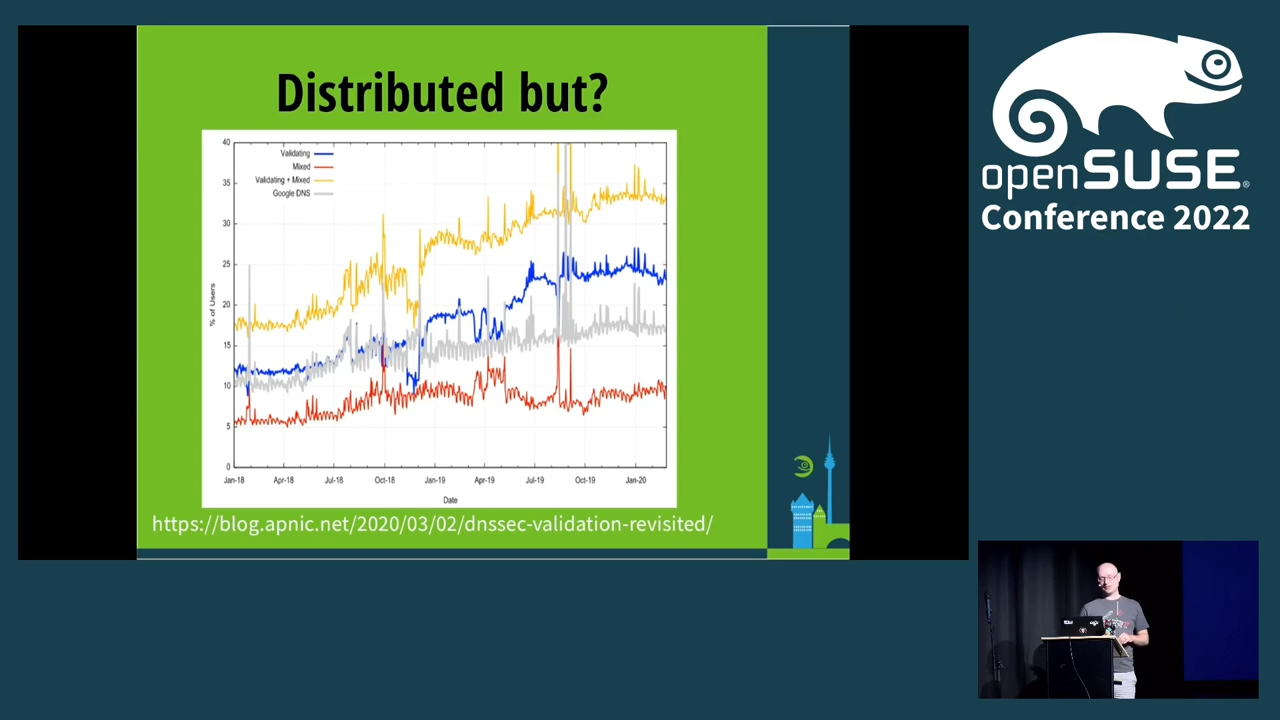 Distributed but?
40
35
30
25
20
15
10
5
0
% of Users
Validating
Mixed
Validating + Mixed
Google DNS
Jan-18 Apr-18 Jul-18 Oct-18 Jan-19 Apr-19 Jul-19 Oct-19 Jan-20
Date
https://blog.apnic.net/2020/03/02/dnssec-validation-revisited/
openSUSE®
Conference 2022